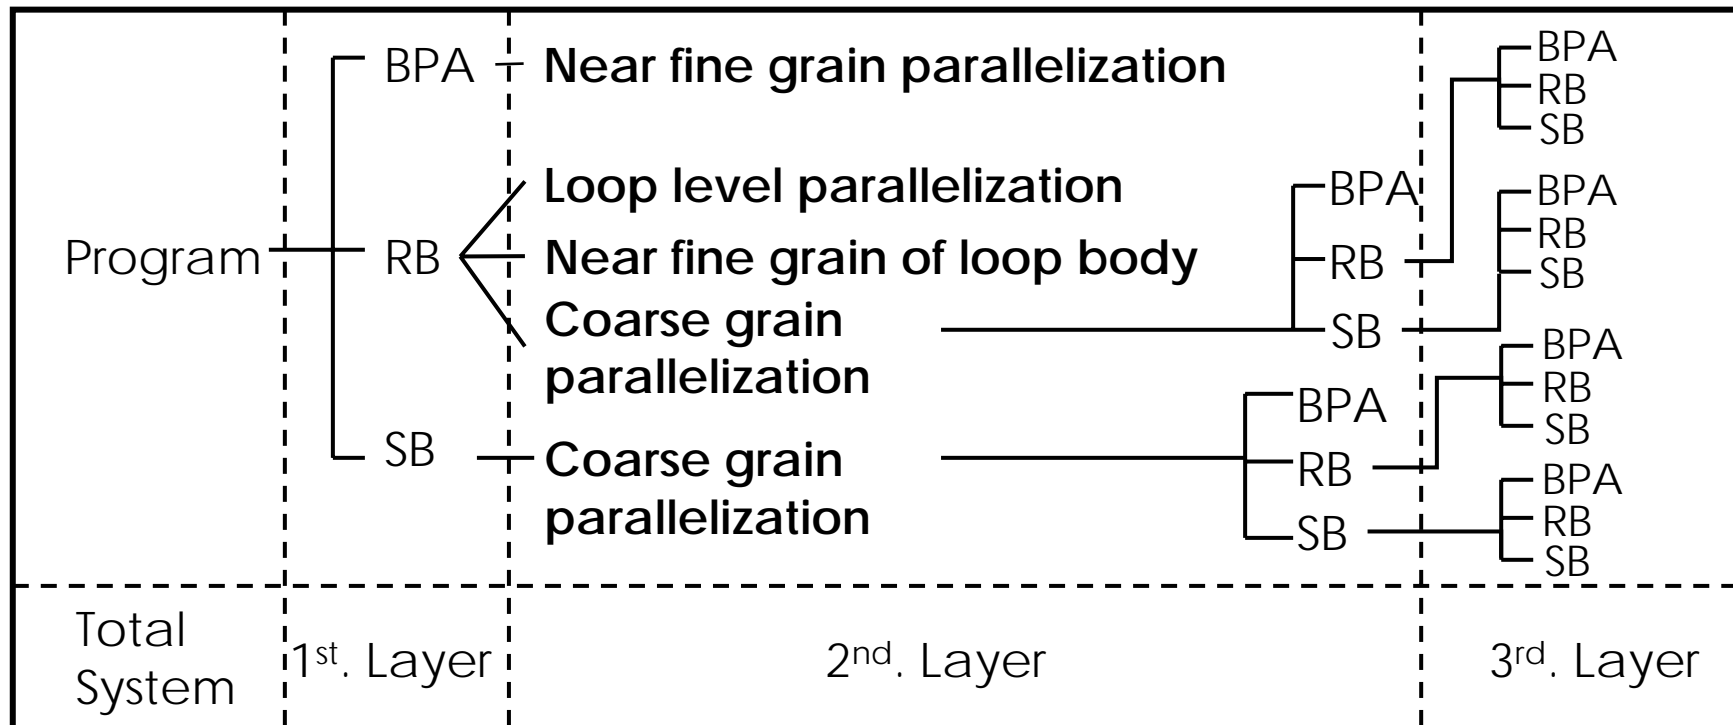 Program
BPA
RB
SB
Near fine grain parallelization
Loop level parallelization
Near fine grain of loop body
Coarse grain
parallelization
Coarse grain
parallelization
BPA
RB
SB
BPA
RB
SB
BPA
RB
SB
BPA
RB
SB
BPA
RB
SB
BPA
RB
SB
Total
System
1st. Layer
2nd. Layer
3rd. Layer